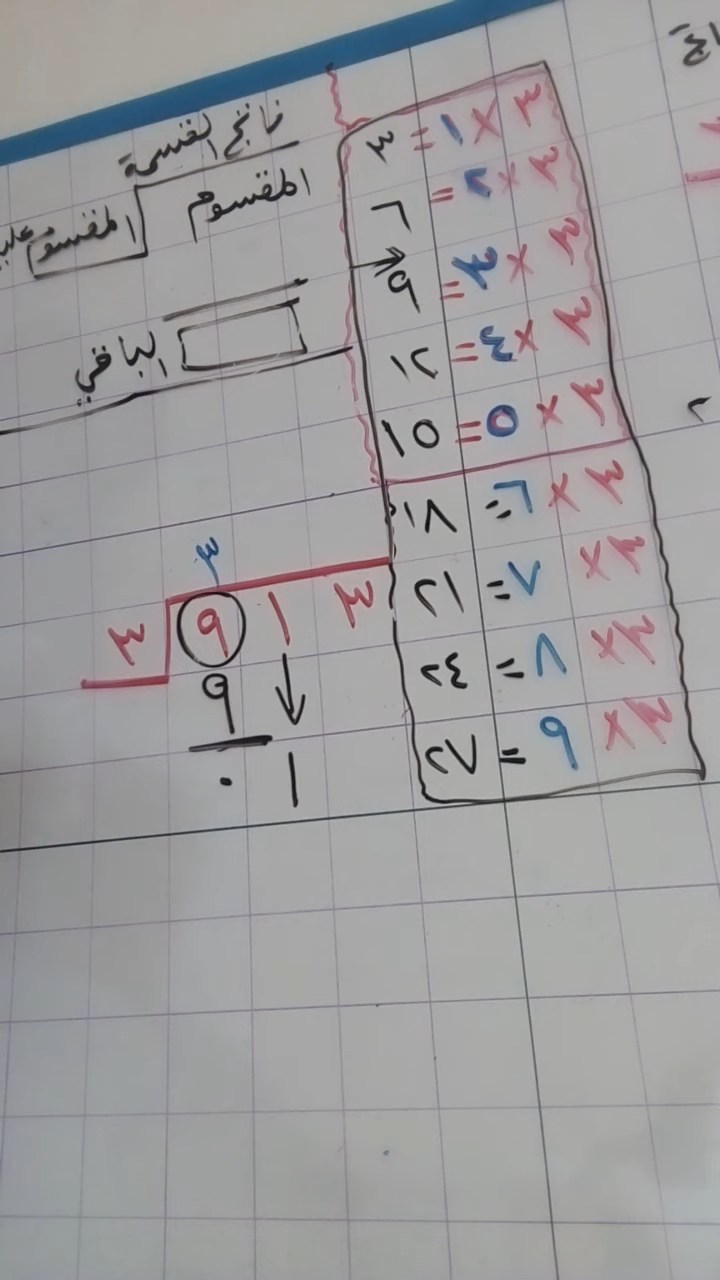 ناتج القسمة
المقسوم
المقسوم عليه
الباقي
٣ × ١ = ٣
٣ × ٢ = ٦
٣ × ٣ = ٩
٣ × ٤ = ١٢
٣ × ٥ = ١٥
٣ × ٦ = ١٨
٣ × ٧ = ٢١
٣ × ٨ = ٢٤
٣ × ٩ = ٢٧
٣
٣ ٩ ١ ٣
٩
٠ ١